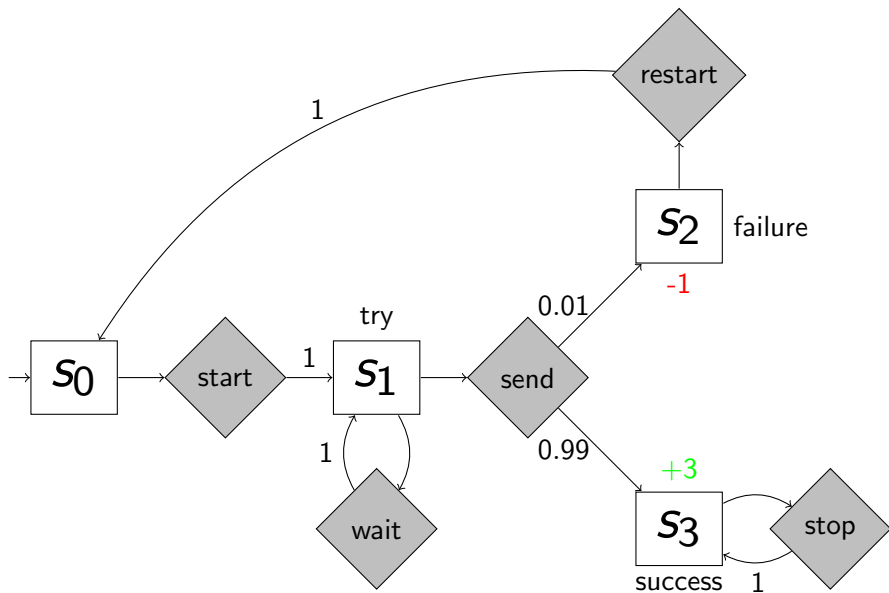 restart
1
s2
failure
-1
0.01
try
s0
start
1
s1
send
0.99
+3
1
wait
s3
stop
success
1